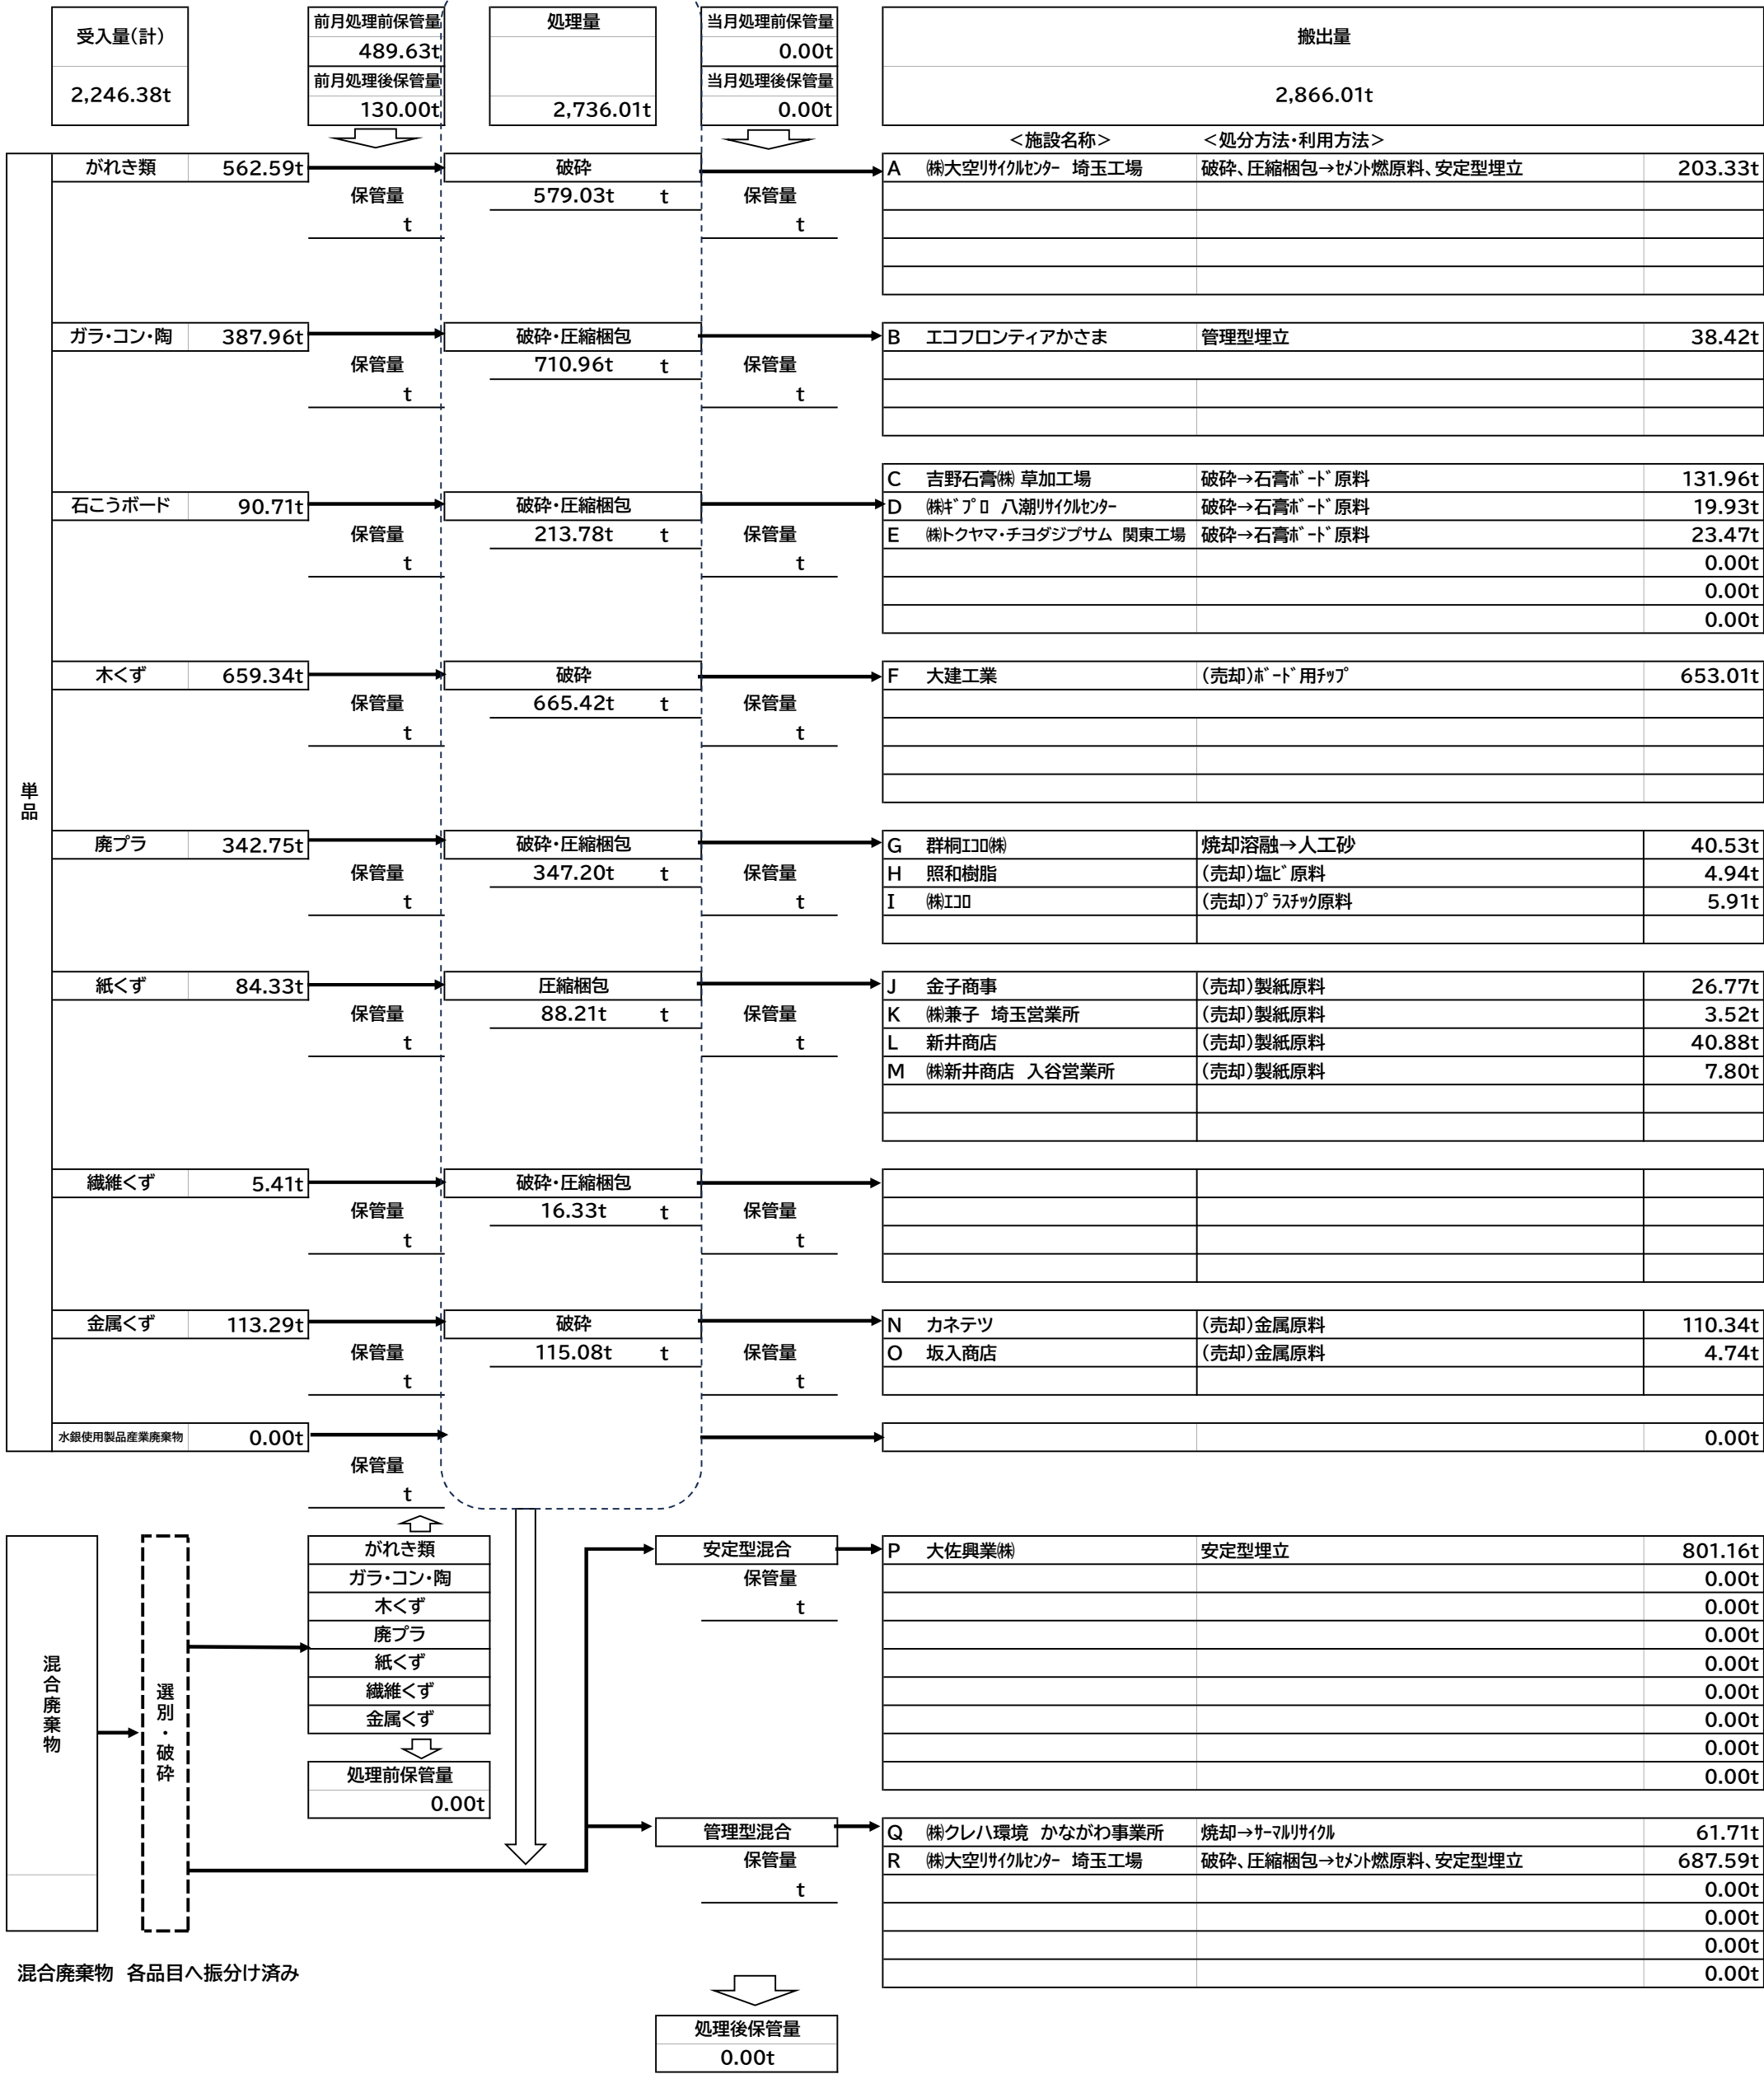 受入量(計)
2,246.38t
前月処理前保管量
489.63t
前月処理後保管量
130.00t
処理量
2,736.01t
当月処理前保管量
0.00t
当月処理後保管量
0.00t
搬出量
2,866.01t
<施設名称> <処分方法・利用方法>
単品
がれき類 562.59t 破砕 A ㈱大空ﾘｻｲｸﾙｾﾝﾀｰ 埼玉工場 破砕、圧縮梱包→ｾﾒﾝﾄ燃原料、安定型埋立 203.33t
保管量 579.03t t 保管量
t t
ガラ・コン・陶 387.96t 破砕・圧縮梱包 B エコフロンティアかさま 管理型埋立 38.42t
保管量 710.96t t 保管量
t t
C 吉野石膏㈱ 草加工場 破砕→石膏ﾎﾞｰﾄﾞ原料 131.96t
石こうボード 90.71t 破砕・圧縮梱包 D ㈱ｷﾞﾌﾟﾛ 八潮ﾘｻｲｸﾙｾﾝﾀｰ 破砕→石膏ﾎﾞｰﾄﾞ原料 19.93t
保管量 213.78t t 保管量 E ㈱トクヤマ・チヨダジプサム 関東工場 破砕→石膏ﾎﾞｰﾄﾞ原料 23.47t
t t 0.00t
0.00t
0.00t
木くず 659.34t 破砕 F 大建工業 (売却)ﾎﾞｰﾄﾞ用ﾁｯﾌﾟ 653.01t
保管量 665.42t t 保管量
t t
廃プラ 342.75t 破砕・圧縮梱包 G 群桐ｴｺﾛ㈱ 焼却溶融→人工砂 40.53t
保管量 347.20t t 保管量 H 照和樹脂 (売却)塩ﾋﾞ原料 4.94t
t t I ㈱ｴｺﾛ (売却)ﾌﾟﾗｽﾁｯｸ原料 5.91t
紙くず 84.33t 圧縮梱包 J 金子商事 (売却)製紙原料 26.77t
保管量 88.21t t 保管量 K ㈱兼子 埼玉営業所 (売却)製紙原料 3.52t
t t L 新井商店 (売却)製紙原料 40.88t
M ㈱新井商店 入谷営業所 (売却)製紙原料 7.80t
繊維くず 5.41t 破砕・圧縮梱包
保管量 16.33t t 保管量
t t
金属くず 113.29t 破砕 N カネテツ (売却)金属原料 110.34t
保管量 115.08t t 保管量 O 坂入商店 (売却)金属原料 4.74t
t t
水銀使用製品産業廃棄物 0.00t 0.00t
保管量
t
混合廃棄物
選別・破砕
がれき類
ガラ・コン・陶
木くず
廃プラ
紙くず
繊維くず
金属くず
処理前保管量
0.00t
安定型混合 P 大佐興業㈱ 安定型埋立 801.16t
保管量 0.00t
t 0.00t
0.00t
0.00t
0.00t
0.00t
0.00t
0.00t
管理型混合 Q ㈱クレハ環境 かながわ事業所 焼却→ｻｰﾏﾙﾘｻｲｸﾙ 61.71t
保管量 R ㈱大空ﾘｻｲｸﾙｾﾝﾀｰ 埼玉工場 破砕、圧縮梱包→ｾﾒﾝﾄ燃原料、安定型埋立 687.59t
t 0.00t
0.00t
0.00t
0.00t
混合廃棄物 各品目へ振分け済み
処理後保管量
0.00t